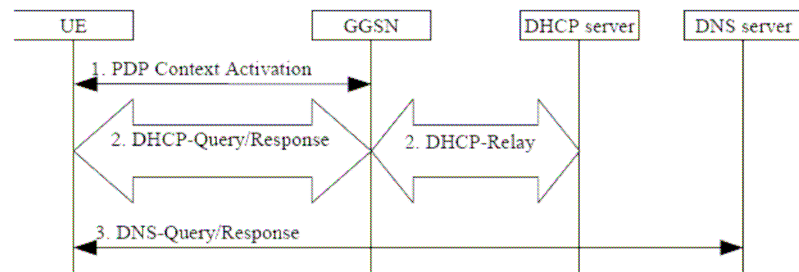 UE GGSN DHCP server DNS server
1. PDP Context Activation
2. DHCP-Query/Response 2. DHCP-Relay
3. DNS-Query/Response